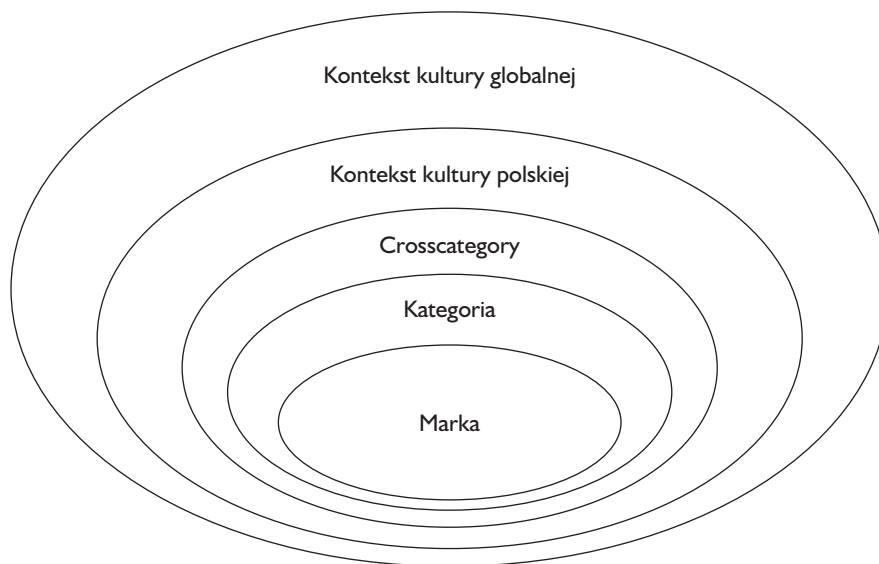 Kontekst kultury globalnej
Kontekst kultury polskiej
Crosscategory
Kategoria
Marka